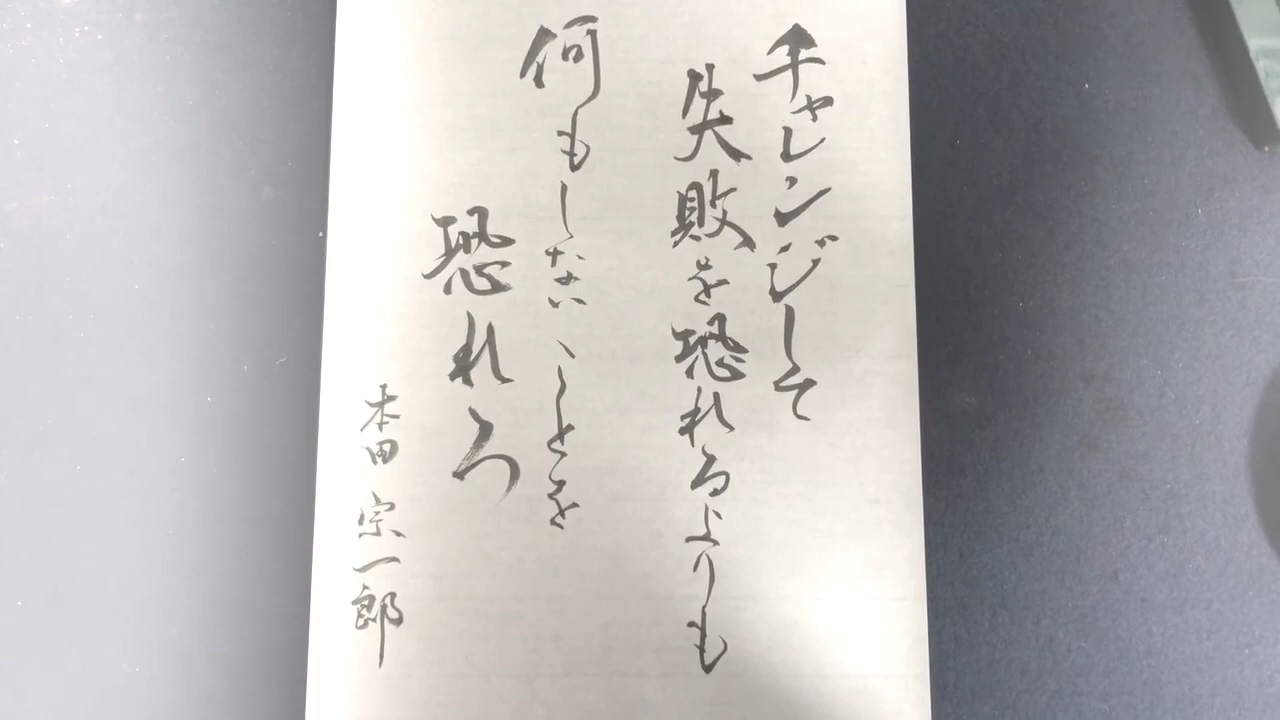 チャレンジして
失敗を恐れるよりも
何もしないことを
恐れろ
本田 宗一郎